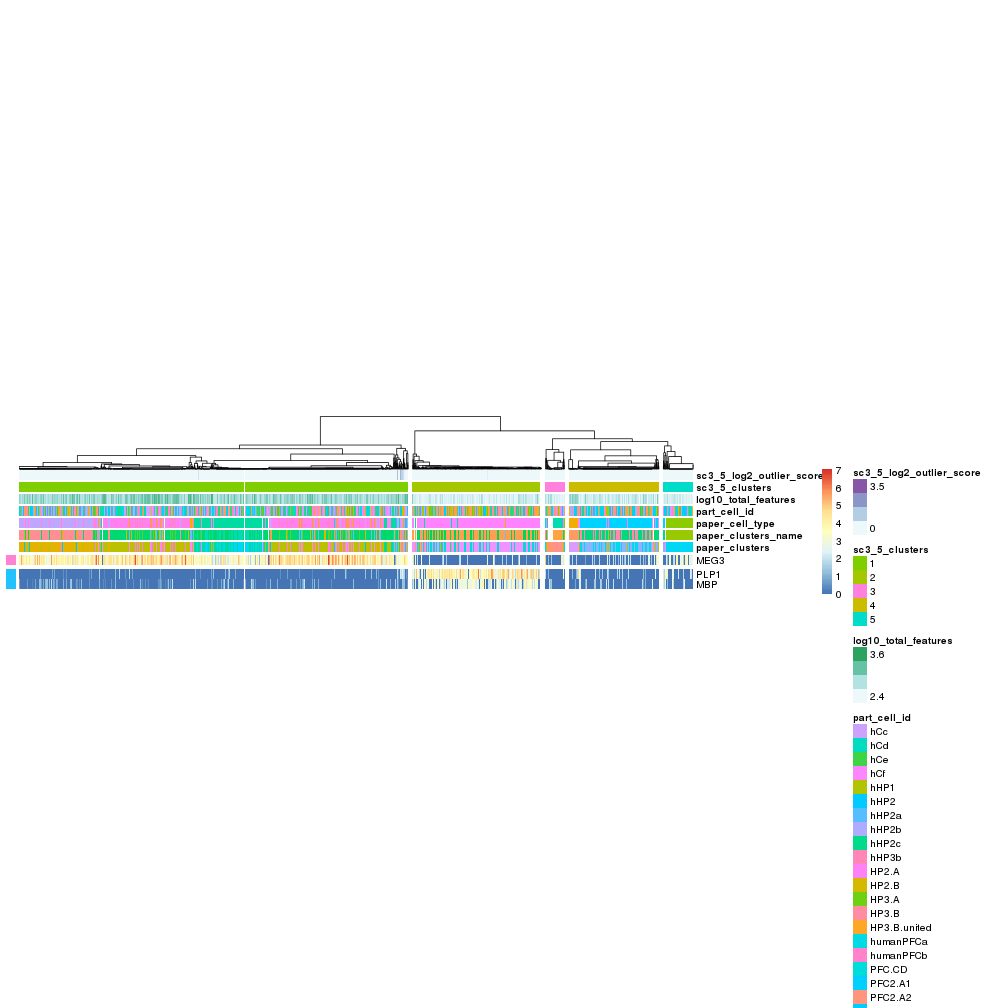 sc3_5_log2_outlier_score
sc3_5_clusters
log10_total_features
part_cell_id
paper_cell_type
paper_clusters_name
paper_clusters
MEG3
PLP1
MBP
7
6
5
4
3
2
1
0
sc3_5_log2_outlier_score
3.5
0
sc3_5_clusters
1
2
3
4
5
log10_total_features
3.6
2.4
part_cell_id
hCc
hCd
hCe
hCf
hHP1
hHP2
hHP2a
hHP2b
hHP2c
hHP3b
HP2.A
HP2.B
HP3.A
HP3.B
HP3.B.united
humanPFCa
humanPFCb
PFC.CD
PFC2.A1
PFC2.A2